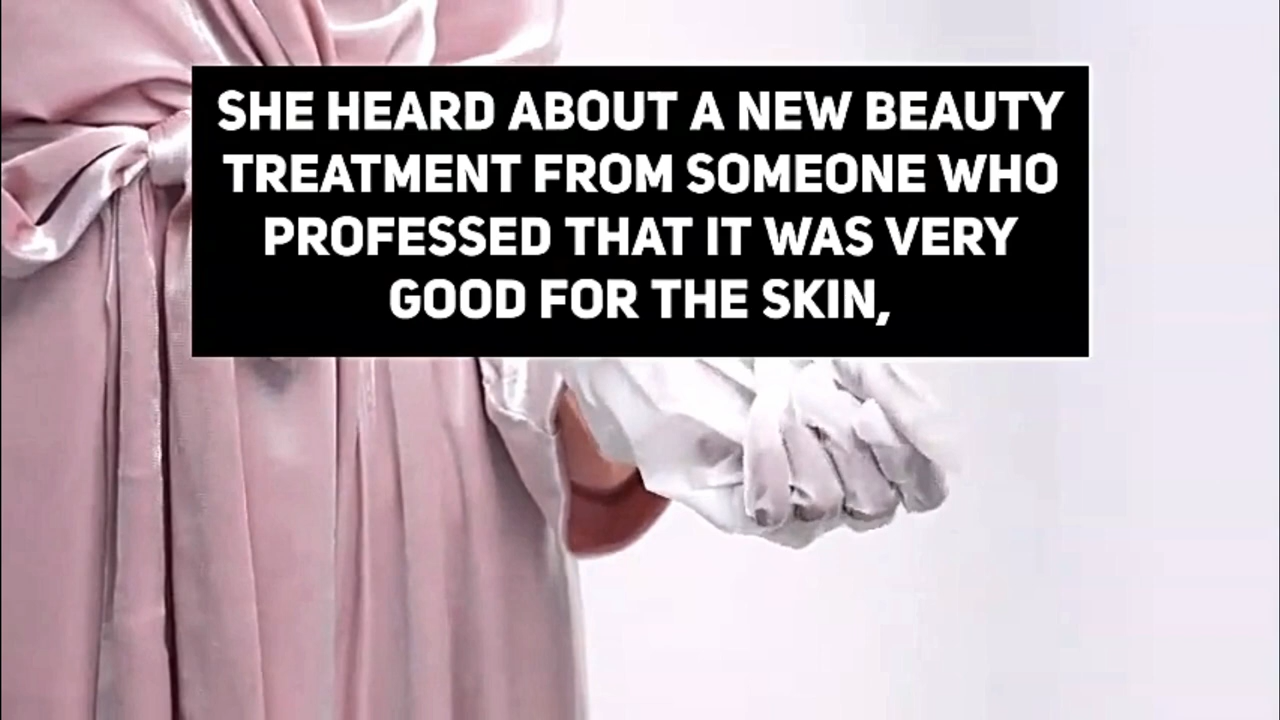 SHE HEARD ABOUT A NEW BEAUTY
TREATMENT FROM SOMEONE WHO
PROFESSED THAT IT WAS VERY
GOOD FOR THE SKIN,